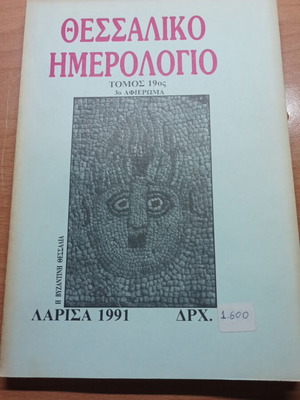 ΘΕΣΣΑΛΙΚΟ
ΗΜΕΡΟΛΟΓΙΟ
ΤΟΜΟΣ 19ος
3ο ΑΦΙΕΡΩΜΑ
Η ΒΥΖΑΝΤΙΝΗ ΘΕΣΣΑΛΙΑ
ΛΑΡΙΣΑ 1991 ΔΡΧ. 1.600